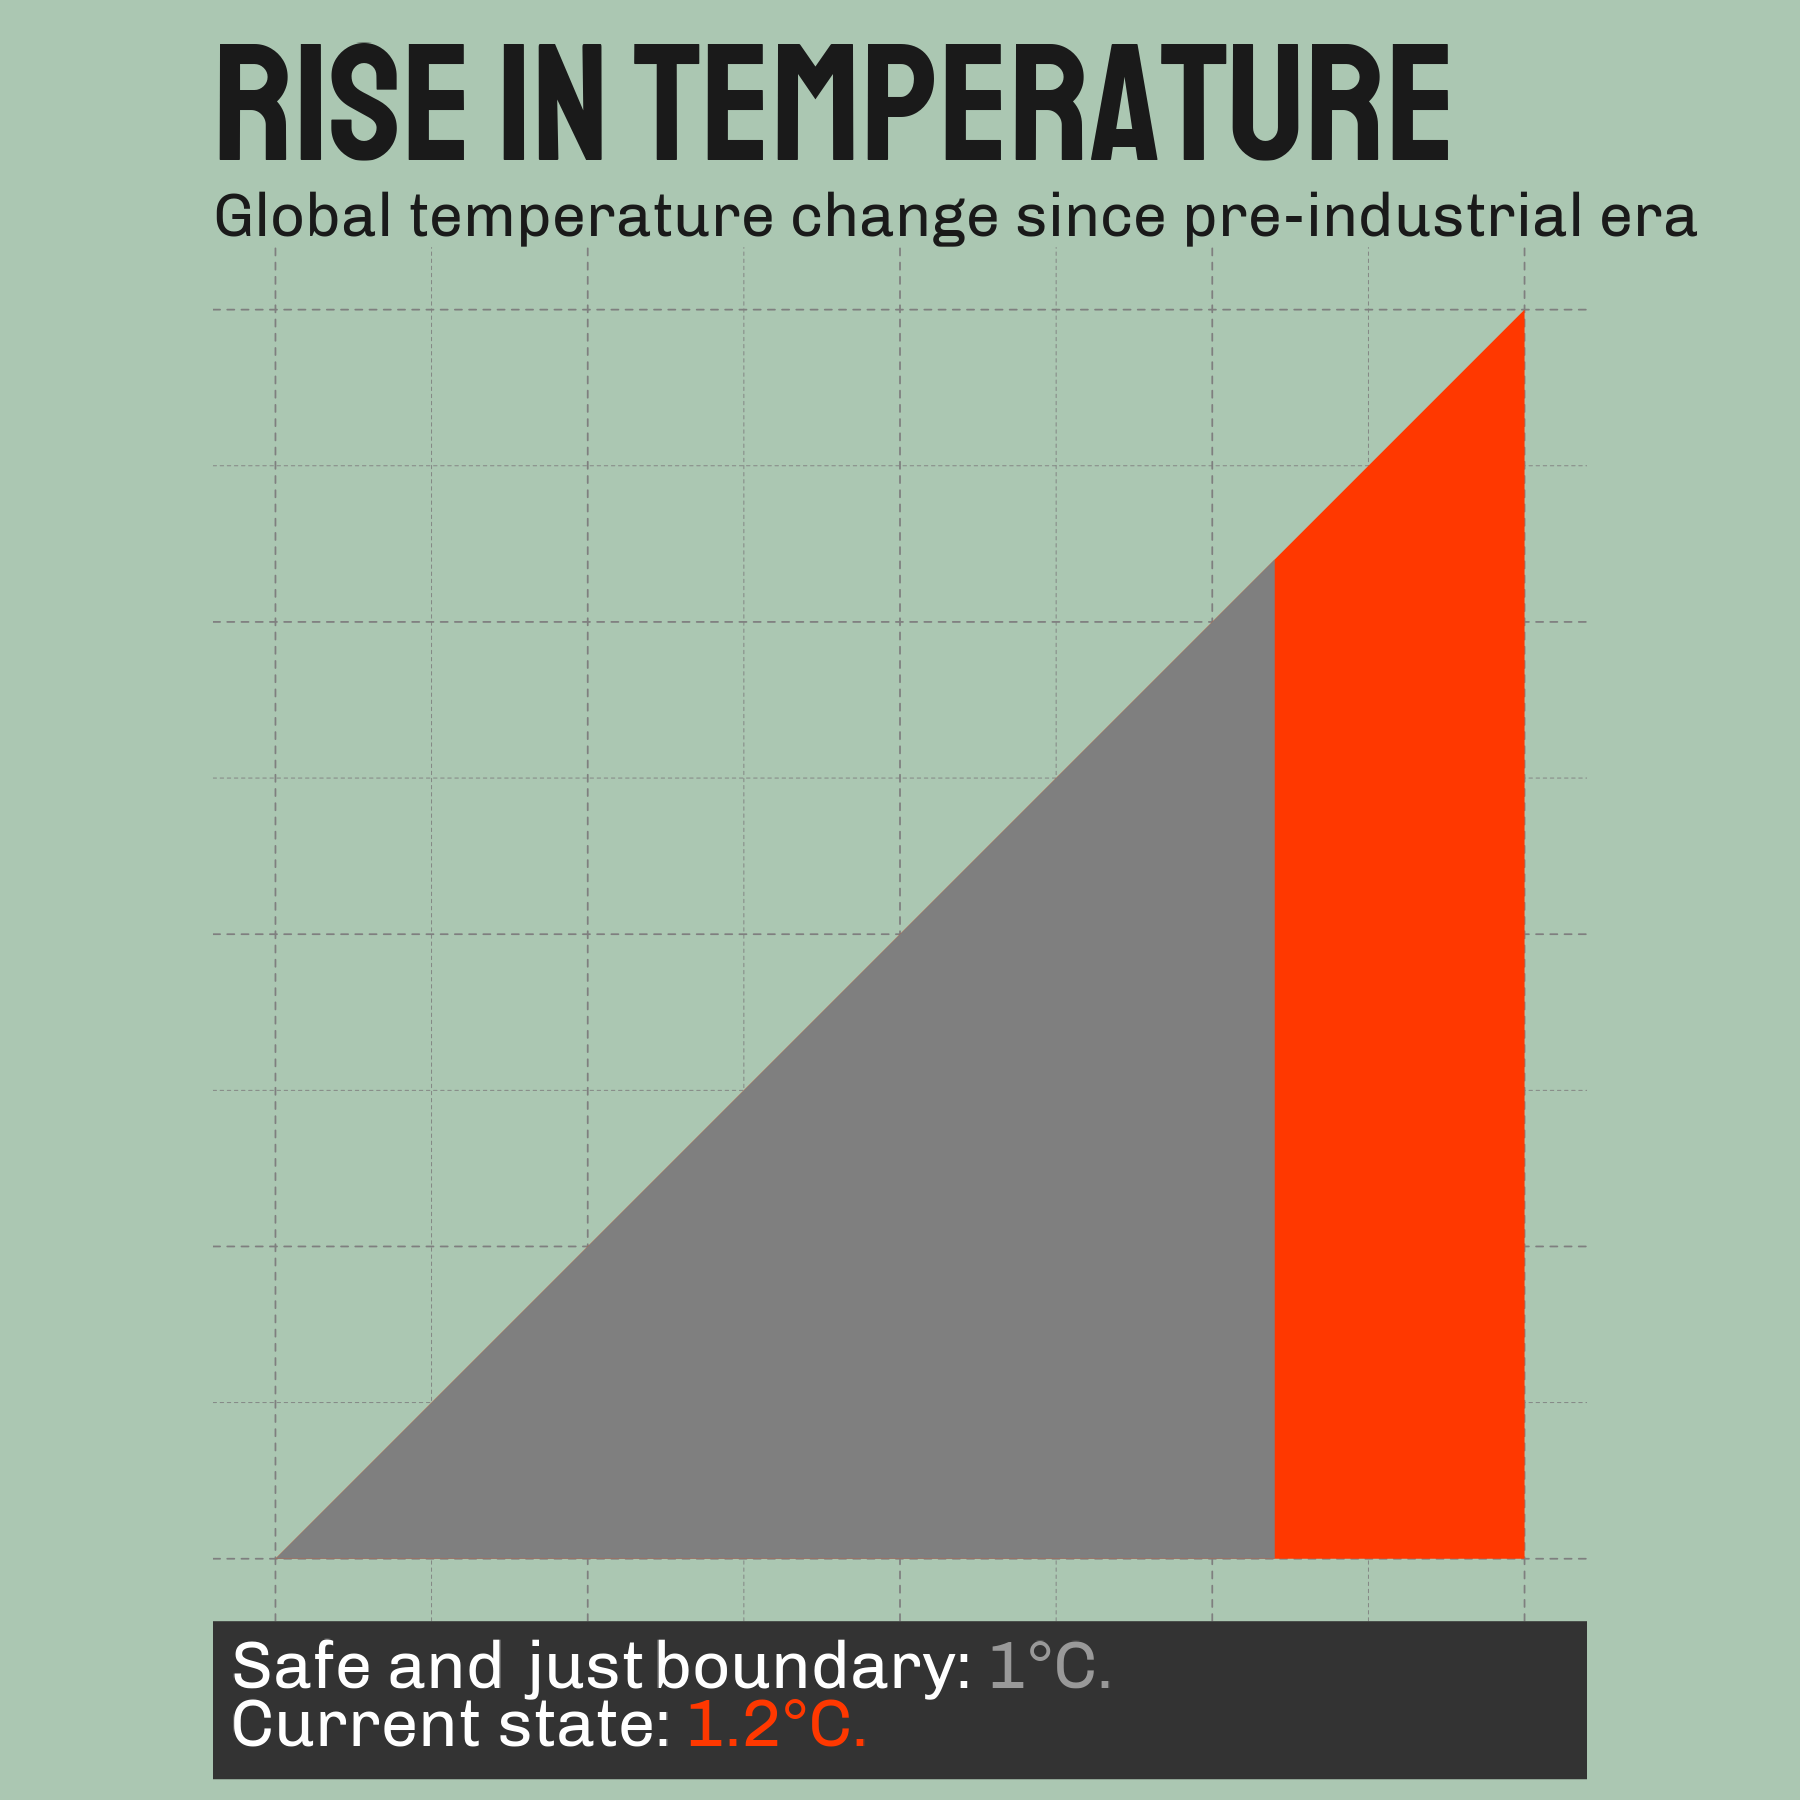 RISE IN TEMPERATURE
Global temperature change since pre-industrial era
Safe and just boundary: 1°C.
Current state: 1.2°C.